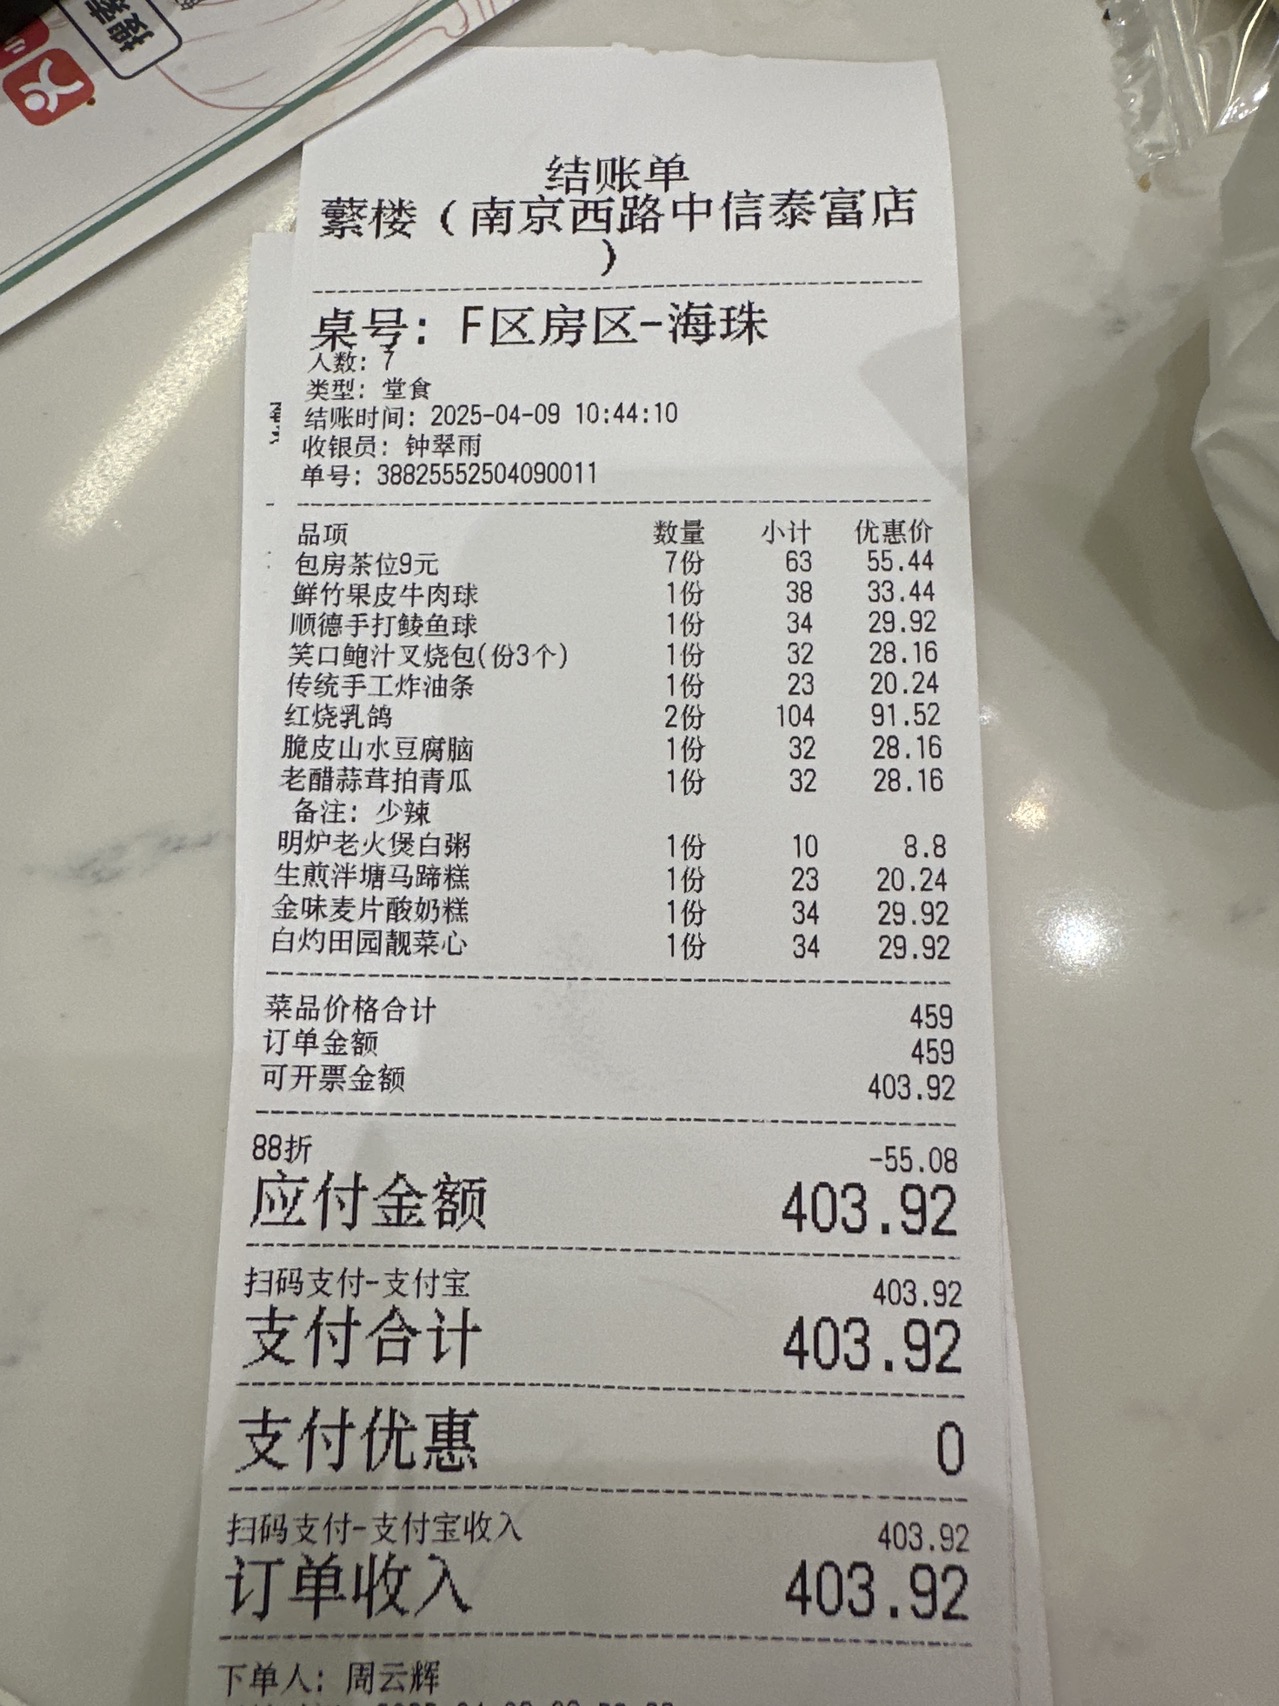 搜索
结账单
蘩楼（南京西路中信泰富店
）
桌号：F区房区-海珠
人数：7
类型：堂食
结账时间：2025-04-09 10:44:10
收银员：钟翠雨
单号：38825552504090011
品项 数量 小计 优惠价
包房茶位9元 7份 63 55.44
鲜竹果皮牛肉球 1份 38 33.44
顺德手打鲮鱼球 1份 34 29.92
笑口鲍汁叉烧包(份3个) 1份 32 28.16
传统手工炸油条 1份 23 20.24
红烧乳鸽 2份 104 91.52
脆皮山水豆腐脑 1份 32 28.16
老醋蒜茸拍青瓜 1份 32 28.16
备注：少辣
明炉老火煲白粥 1份 10 8.8
生煎泮塘马蹄糕 1份 23 20.24
金味麦片酸奶糕 1份 34 29.92
白灼田园靓菜心 1份 34 29.92
菜品价格合计 459
订单金额 459
可开票金额 403.92
88折 -55.08
应付金额 403.92
扫码支付-支付宝 403.92
支付合计 403.92
支付优惠 0
扫码支付-支付宝收入 403.92
订单收入 403.92
下单人：周云辉